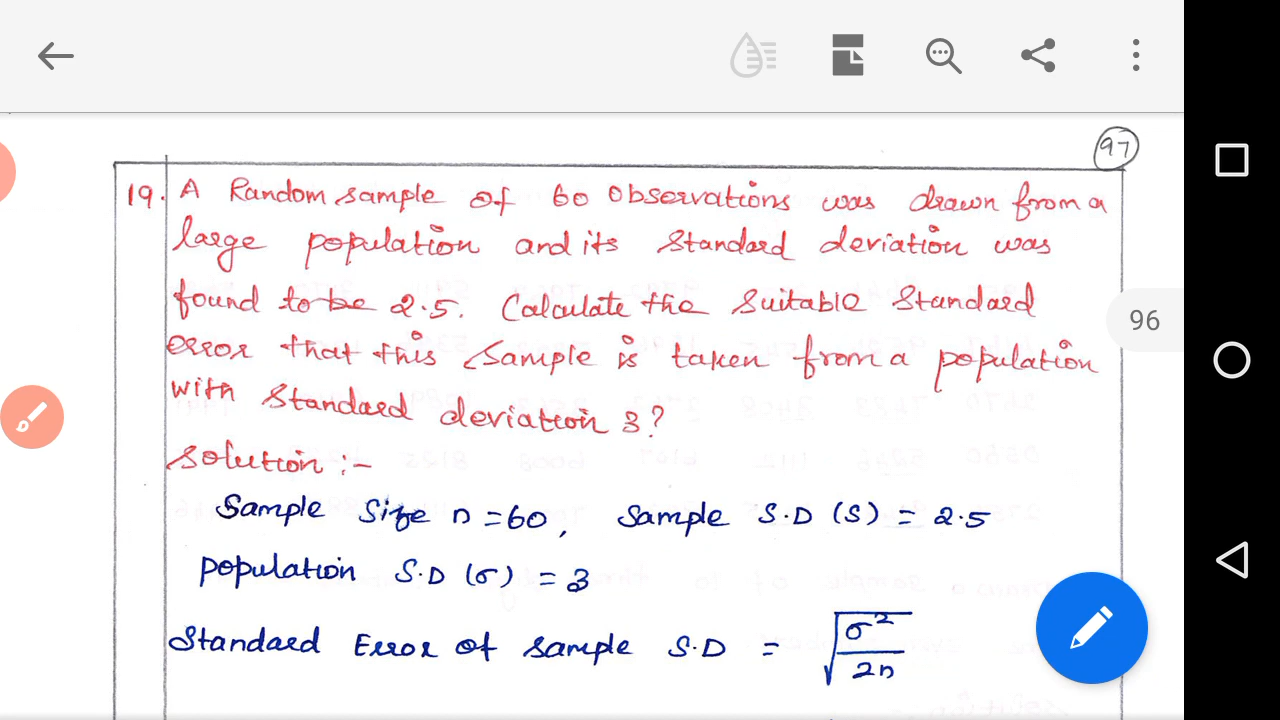 97
19. A Random sample of 60 observations was drawn from a
large population and its standard deviation was
found to be 2.5. Calculate the suitable standard
error that this sample is taken from a population
with standard deviation 3?
solution :-
sample size n = 60, sample S.D (S) = 2.5
population S.D (σ) = 3
Standard Error of sample S.D = √(σ²/2n)
96